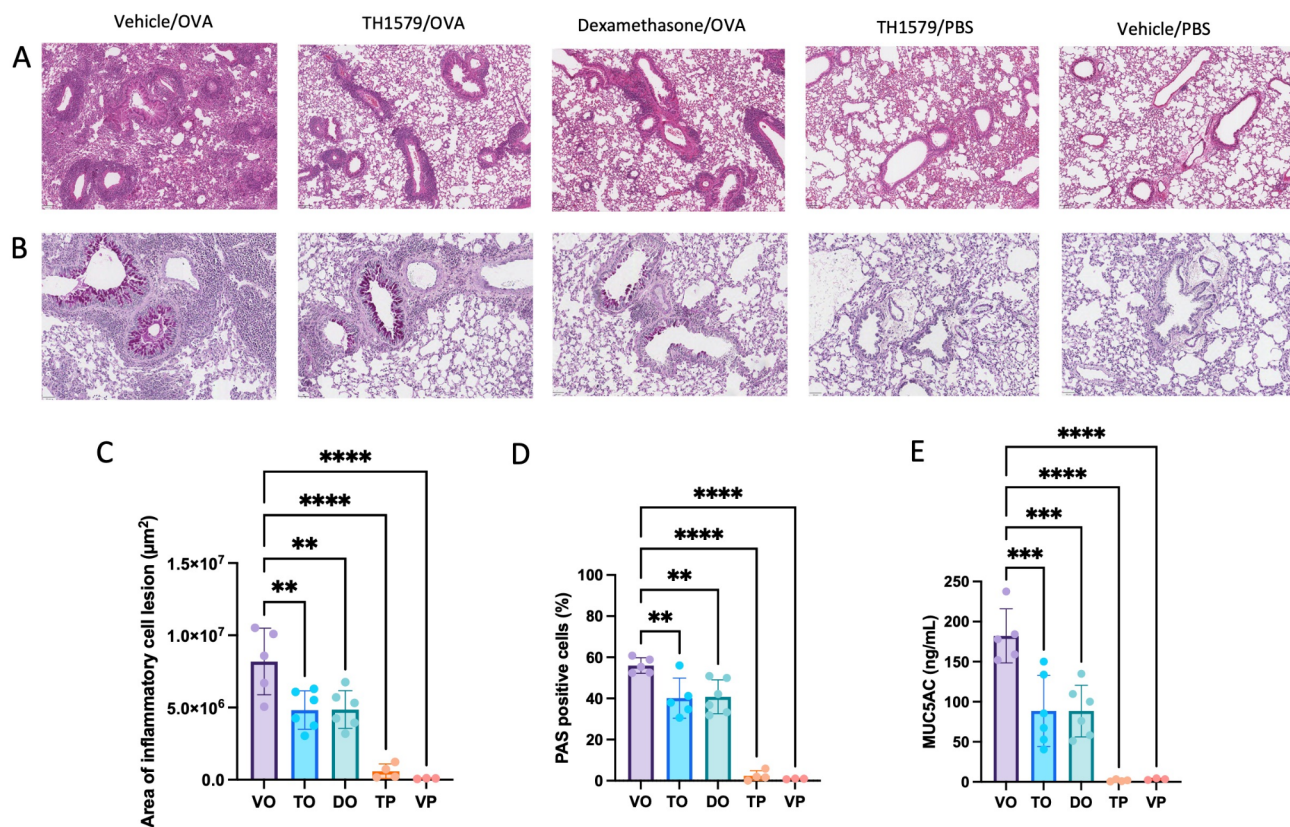 Vehicle/OVA TH1579/OVA Dexamethasone/OVA TH1579/PBS Vehicle/PBS
A
B
C
Area of inflammatory cell lesion (µm²)
****
****
**
**
1.5×10⁷
1.0×10⁷
5.0×10⁶
0.0
VO TO DO TP VP
D
PAS positive cells (%)
****
****
**
**
100
80
60
40
20
0
VO TO DO TP VP
E
MUC5AC (ng/mL)
****
****
***
***
250
200
150
100
50
0
VO TO DO TP VP